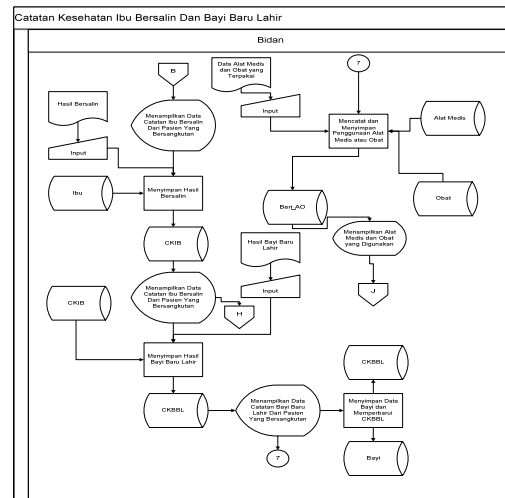 Catatan Kesehatan Ibu Bersalin Dan Bayi Baru Lahir
Bidan
B
Data Alat Medis
dan Obat yang
Terpakai
7
Hasil Bersalin
Menampilkan Data
Catatan Ibu Bersalin
Dari Pasien Yang
Bersangkutan
Input
Mencatat dan
Menyimpan
Penggunaan Alat
Medis atau Obat
Alat Medis
Input
Ibu
Menyimpan Hasil
Bersalin
Obat
Beri_AO
CKIB
Hasil Bayi Baru
Lahir
Menampilkan Alat
Medis dan Obat
yang Digunakan
Menampilkan Data
Catatan Ibu Bersalin
Dari Pasien Yang
Bersangkutan
Input
J
CKIB
H
Menyimpan Hasil
Bayi Baru Lahir
CKBBL
CKBBL
Menampilkan Data
Catatan Bayi Baru
Lahir Dari Pasien
Yang Bersangkutan
Menyimpan Data
Bayi dan
Memperbarui
CKBBL
7
Bayi